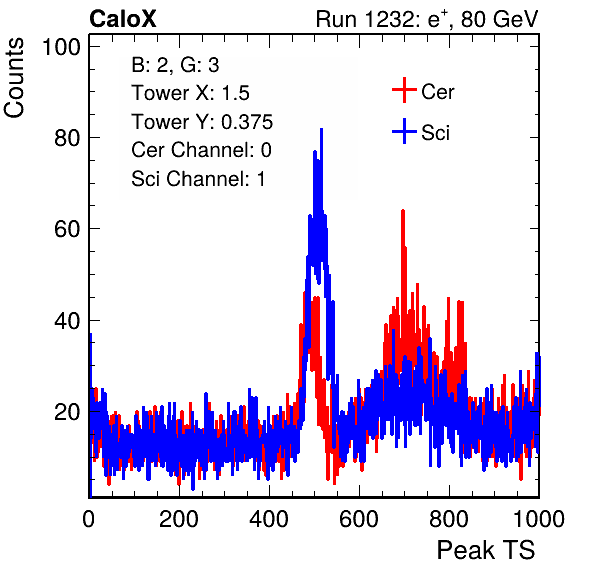 CaloX Run 1232: e⁺, 80 GeV
Counts
100
80
60
40
20
B: 2, G: 3
Tower X: 1.5
Tower Y: 0.375
Cer Channel: 0
Sci Channel: 1
Cer
Sci
0 200 400 600 800 1000
Peak TS